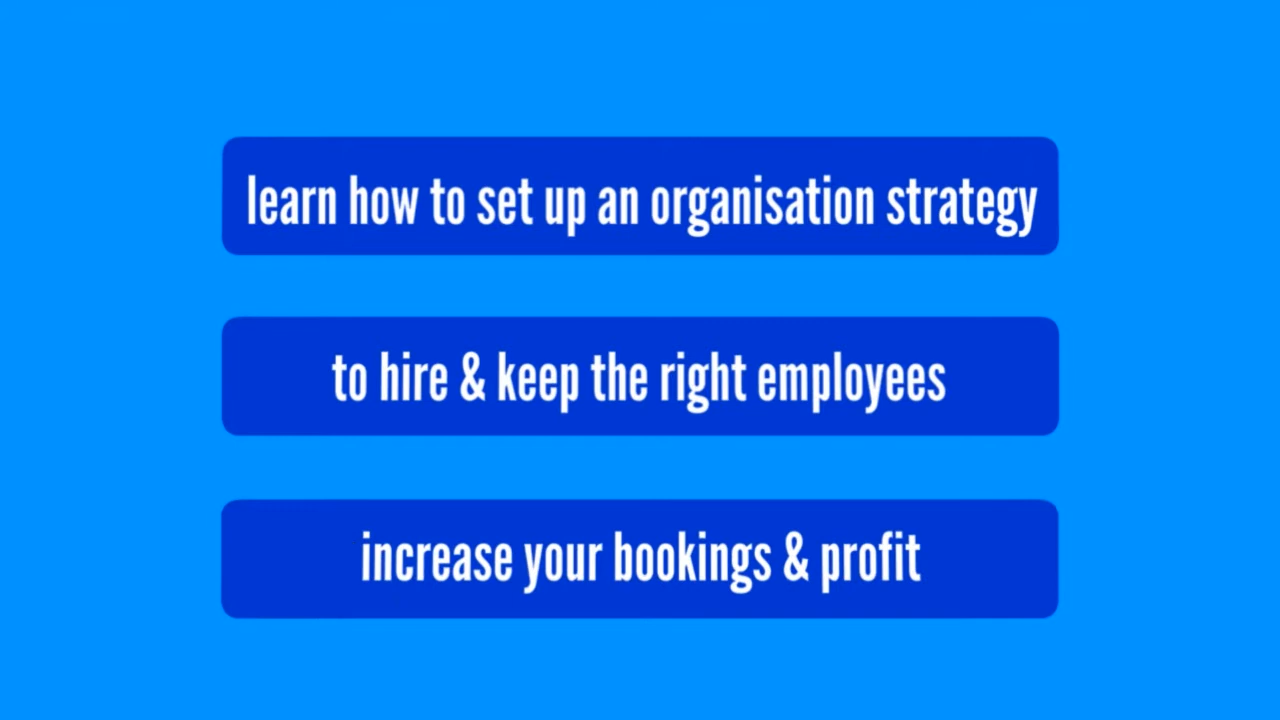 learn how to set up an organisation strategy
to hire & keep the right employees
increase your bookings & profit